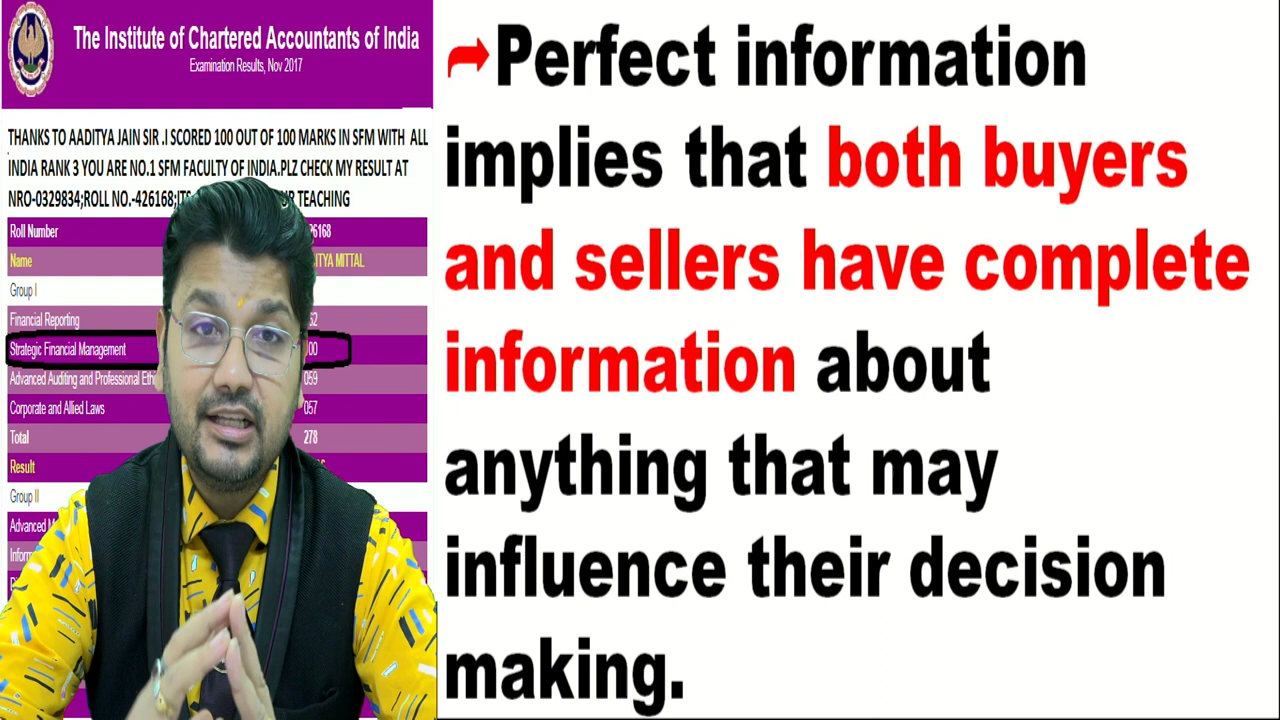 The Institute of Chartered Accountants of India
Examination Results, Nov 2017
THANKS TO AADITYA JAIN SIR .I SCORED 100 OUT OF 100 MARKS IN SFM WITH ALL
INDIA RANK 3 YOU ARE NO.1 SFM FACULTY OF INDIA.PLZ CHECK MY RESULT AT
NRO-0329834;ROLL NO.-426168;ITS TEACHING
Roll Number
Name MITTAL
Group I
Financial Reporting
Strategic Financial Management
Advanced Auditing and Professional 059
Corporate and Allied Laws 057
Total 278
Result
Group II
Advanced
➦Perfect information
implies that both buyers
and sellers have complete
information about
anything that may
influence their decision
making.